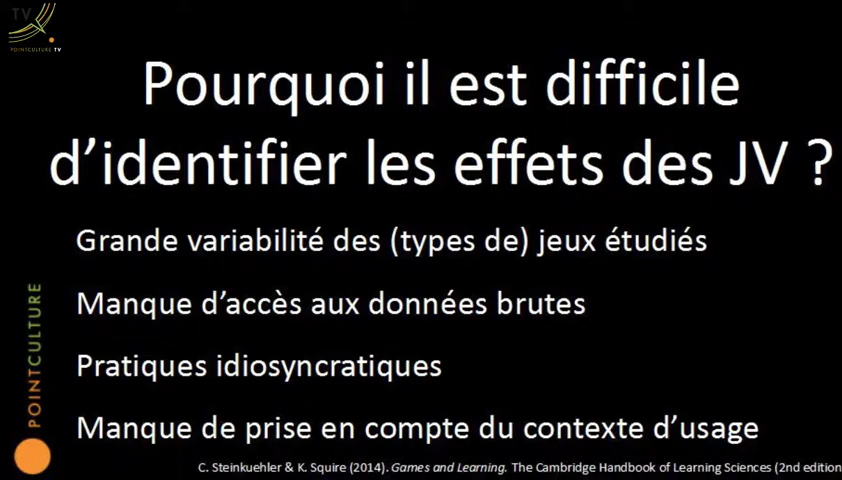 TV
POINTCULTURE TV
Pourquoi il est difficile
d’identifier les effets des JV ?
Grande variabilité des (types de) jeux étudiés
Manque d’accès aux données brutes
Pratiques idiosyncratiques
Manque de prise en compte du contexte d’usage
POINTCULTURE
C. Steinkuehler & K. Squire (2014). Games and Learning. The Cambridge Handbook of Learning Sciences (2nd edition